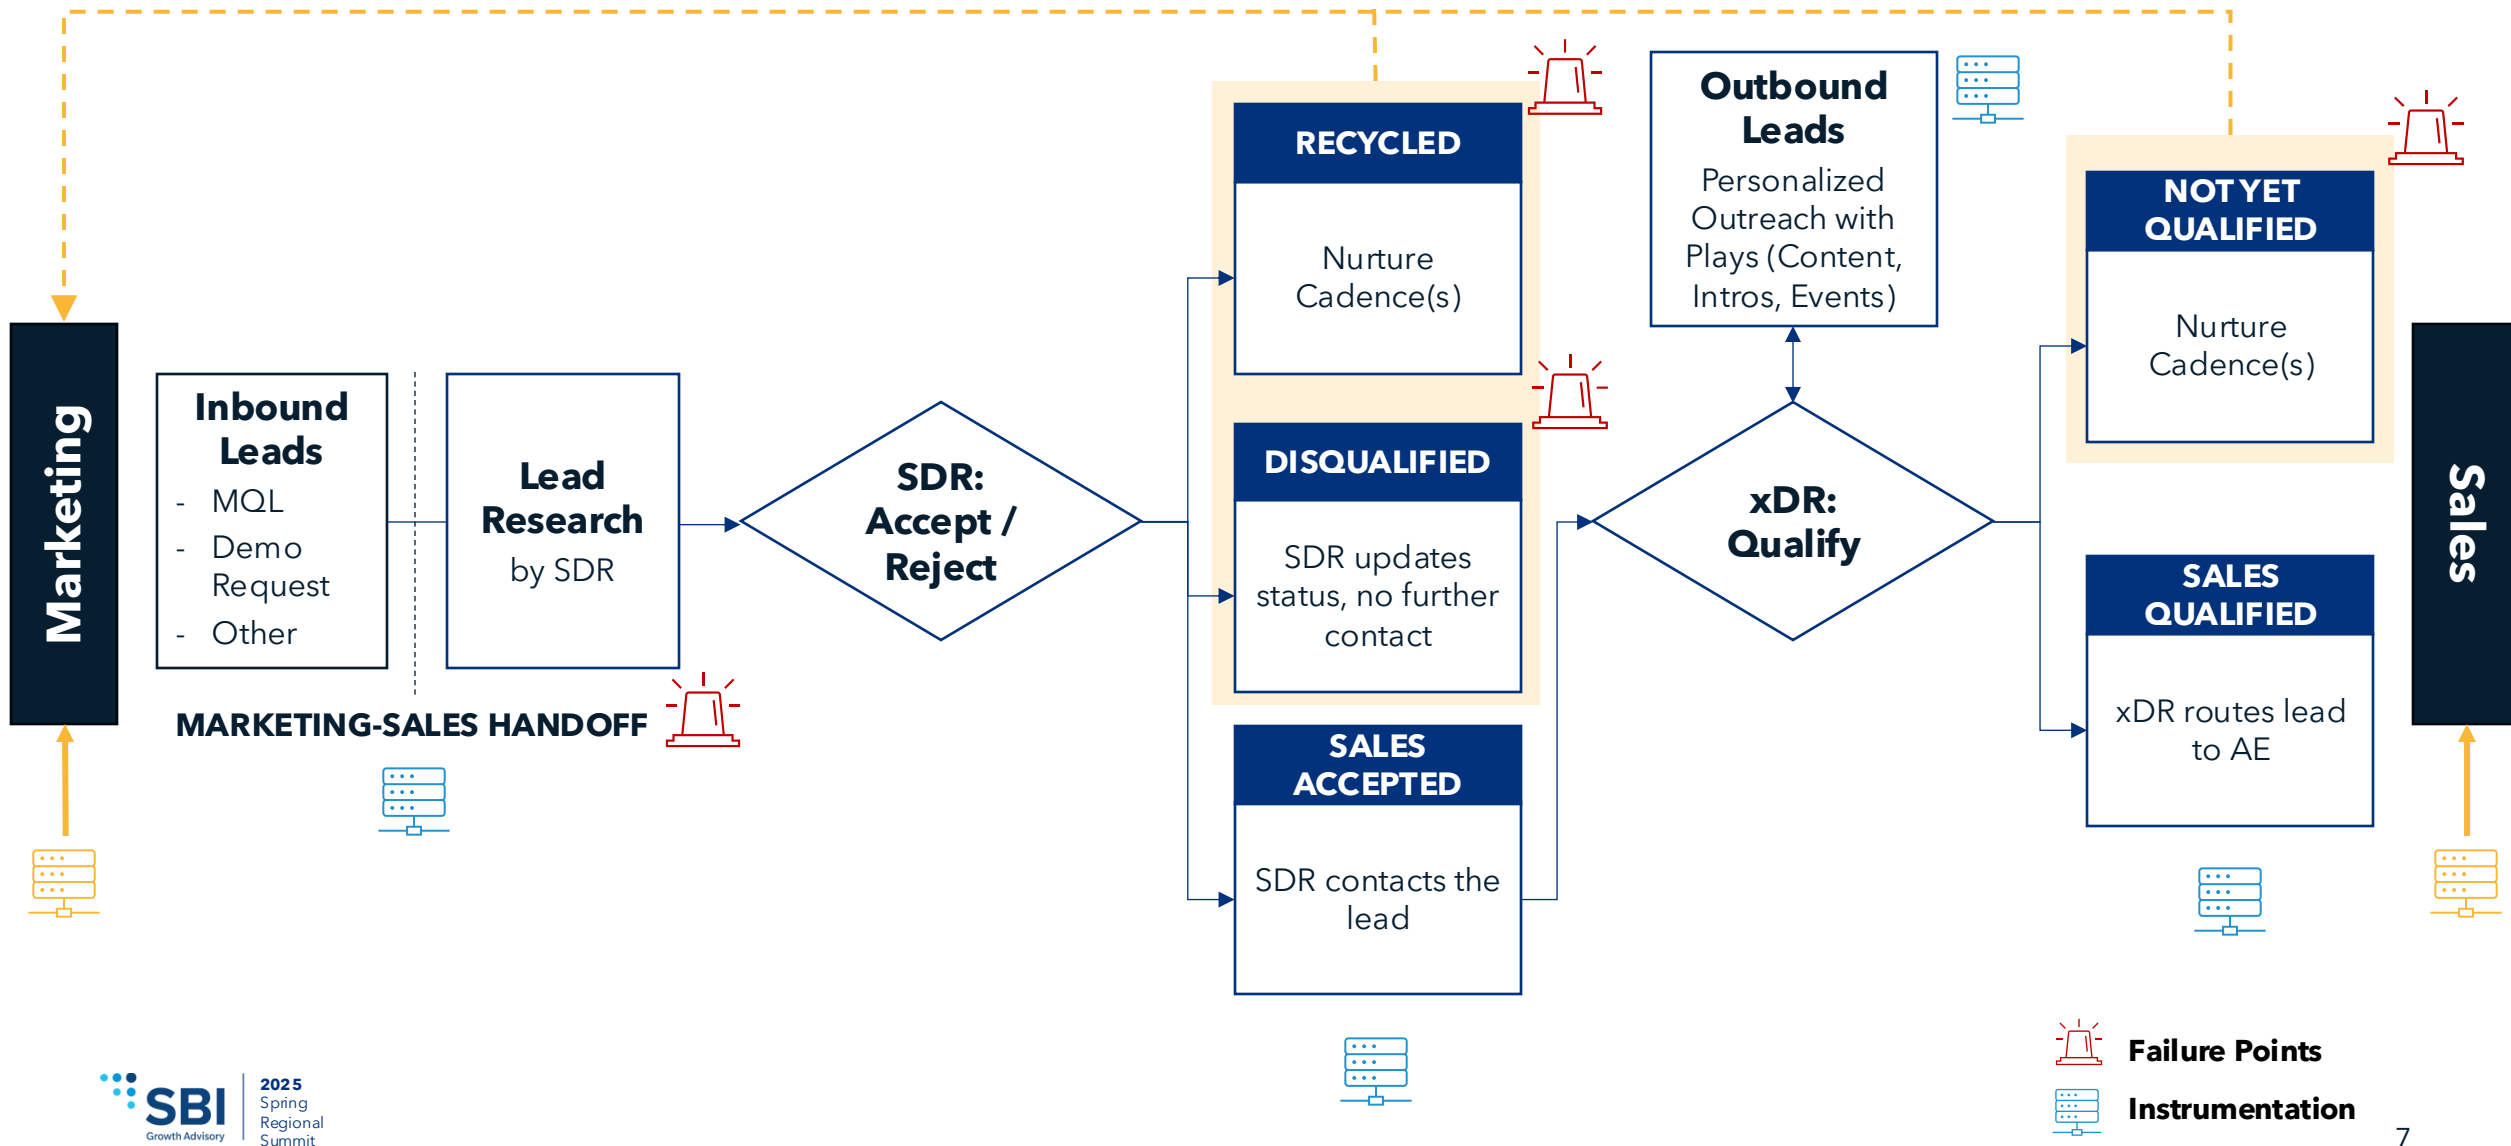 Marketing
Inbound
Leads
- MQL
- Demo
Request
- Other
Lead
Research
by SDR
MARKETING-SALES HANDOFF
SDR:
Accept /
Reject
RECYCLED
Nurture
Cadence(s)
DISQUALIFIED
SDR updates
status, no further
contact
SALES
ACCEPTED
SDR contacts the
lead
Outbound
Leads
Personalized
Outreach with
Plays (Content,
Intros, Events)
xDR:
Qualify
NOT YET
QUALIFIED
Nurture
Cadence(s)
SALES
QUALIFIED
xDR routes lead
to AE
Sales
Failure Points
Instrumentation
SBI
Growth Advisory
2025
Spring
Regional
Summit
7